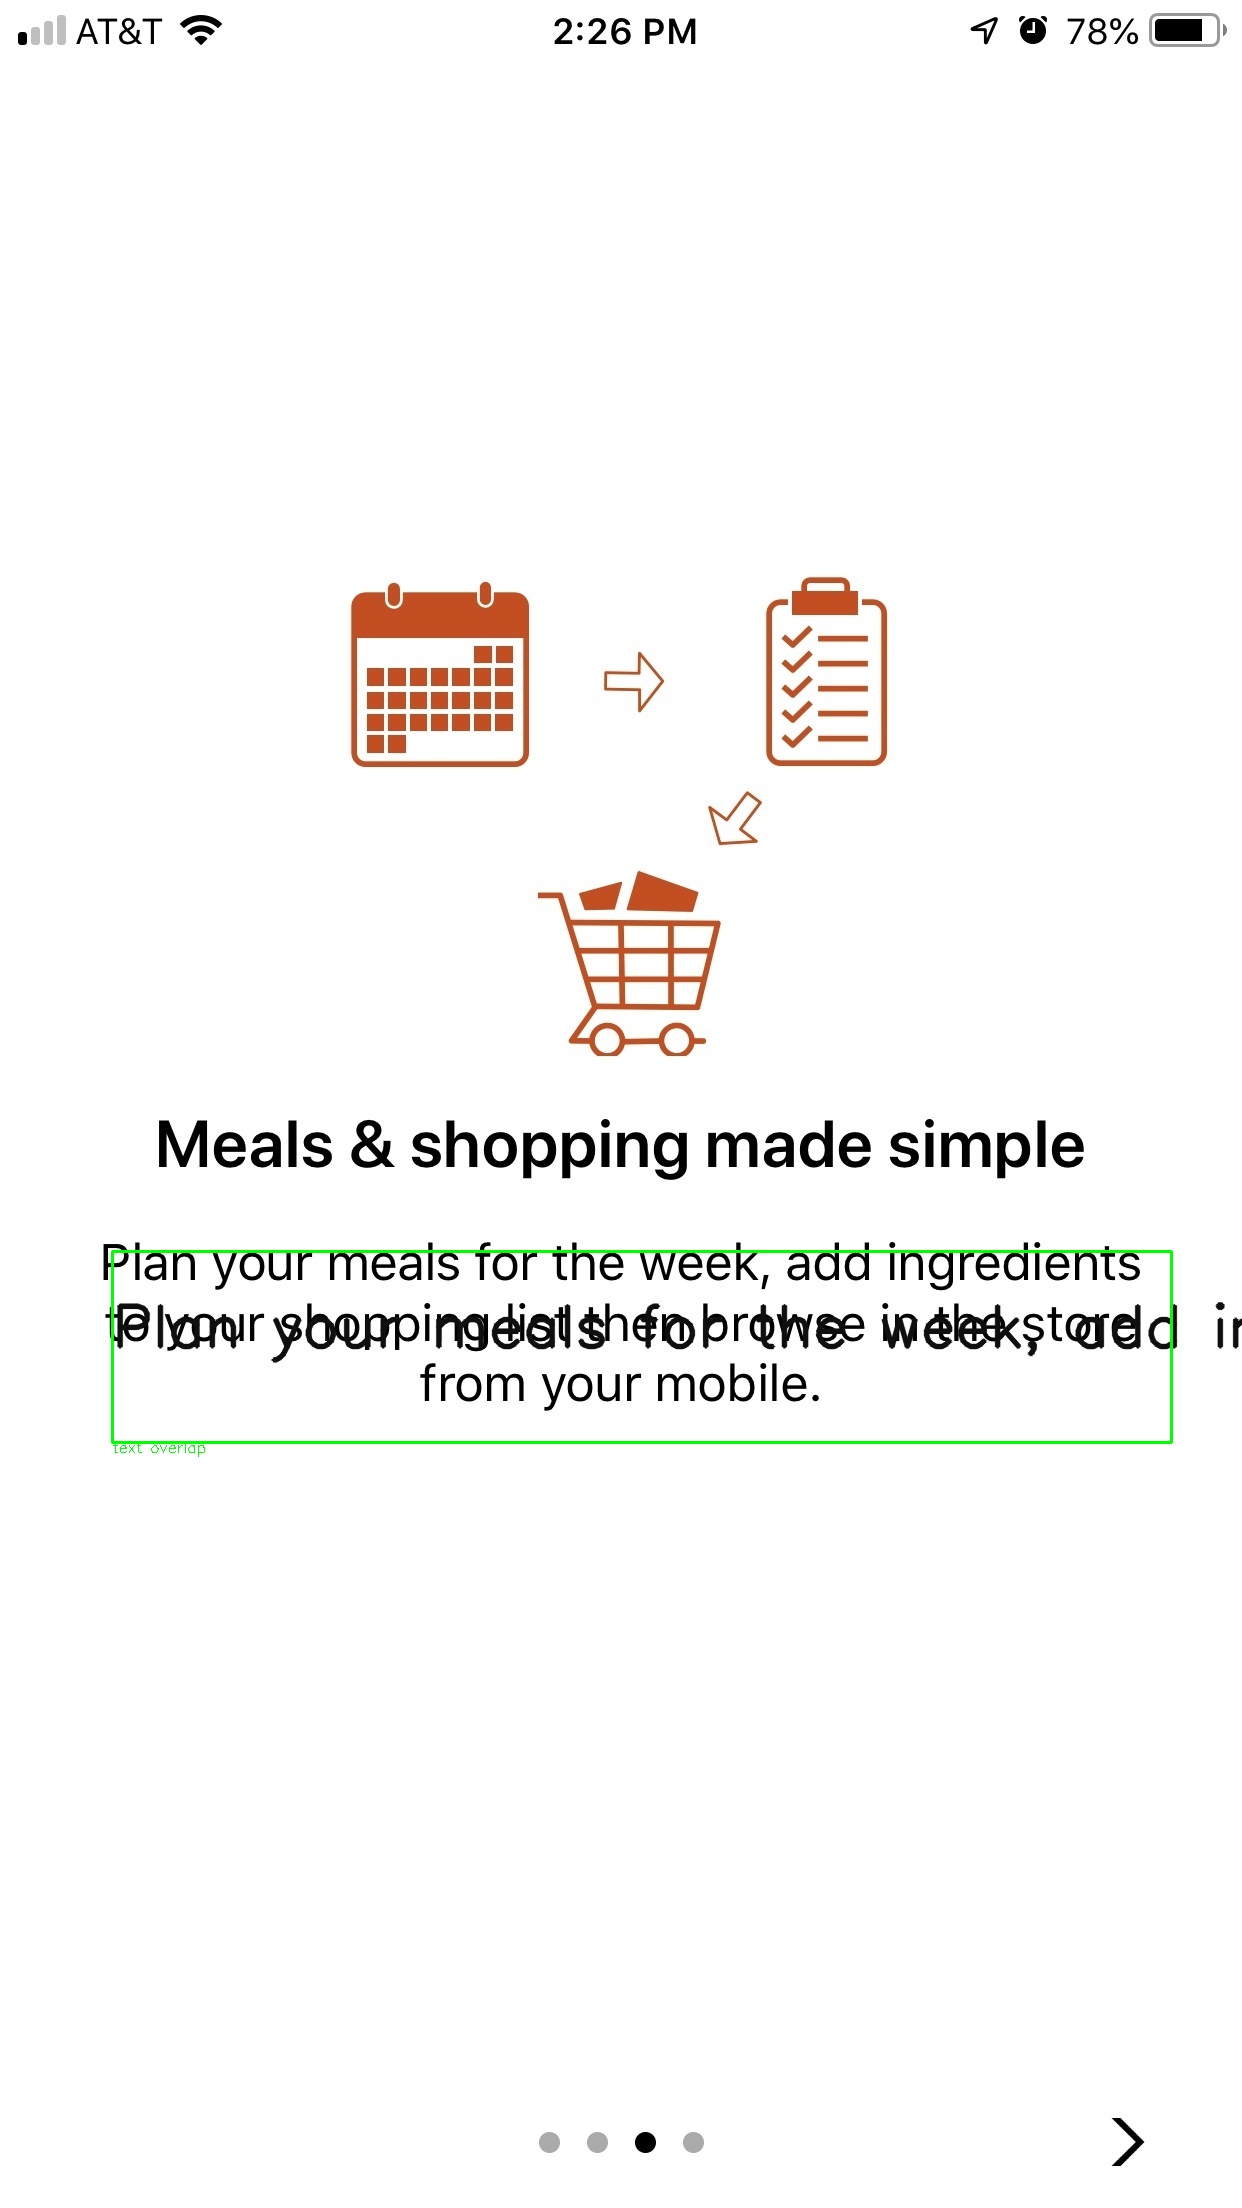 AT&T 2:26 PM 78%
Meals & shopping made simple
Plan your meals for the week, add ingredients
to your shopping list then browse in the store
Plan your meals for the week, add
from your mobile.
text overlap